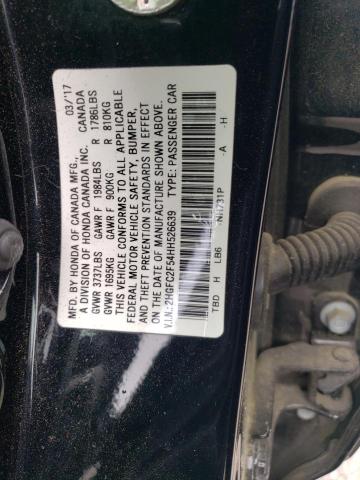 MFD. BY HONDA OF CANADA MFG. 03/'17
A DIVISION OF HONDA CANADA INC. CANADA
GVWR 3737LBS GAWR F 1984LBS R 1786LBS
GVWR 1695KG GAWR F 900KG R 810KG
THIS VEHICLE CONFORMS TO ALL APPLICABLE
FEDERAL MOTOR VEHICLE SAFETY, BUMPER,
AND THEFT PREVENTION STANDARDS IN EFFECT
ON THE DATE OF MANUFACTURE SHOWN ABOVE.
V.I.N.: 2HGFC2F54HH526639 TYPE: PASSENGER CAR
TBD H LB6 NH731P -A -H